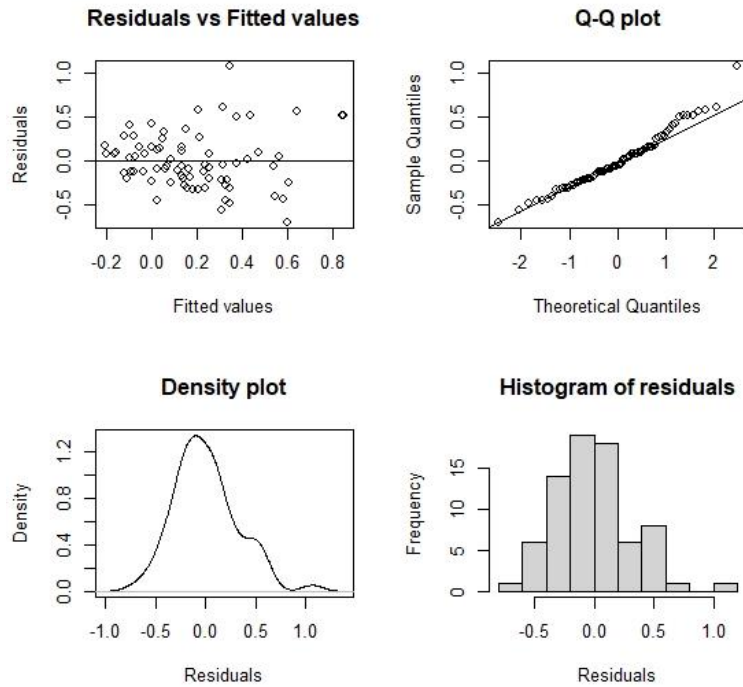 Residuals vs Fitted values
Residuals
-0.5 0.0 0.5 1.0
-0.2 0.0 0.2 0.4 0.6 0.8
Fitted values
Q-Q plot
Sample Quantiles
-0.5 0.0 0.5 1.0
-2 -1 0 1 2
Theoretical Quantiles
Density plot
Density
0.0 0.4 0.8 1.2
-1.0 -0.5 0.0 0.5 1.0
Residuals
Histogram of residuals
Frequency
0 5 10 15
-0.5 0.0 0.5 1.0
Residuals